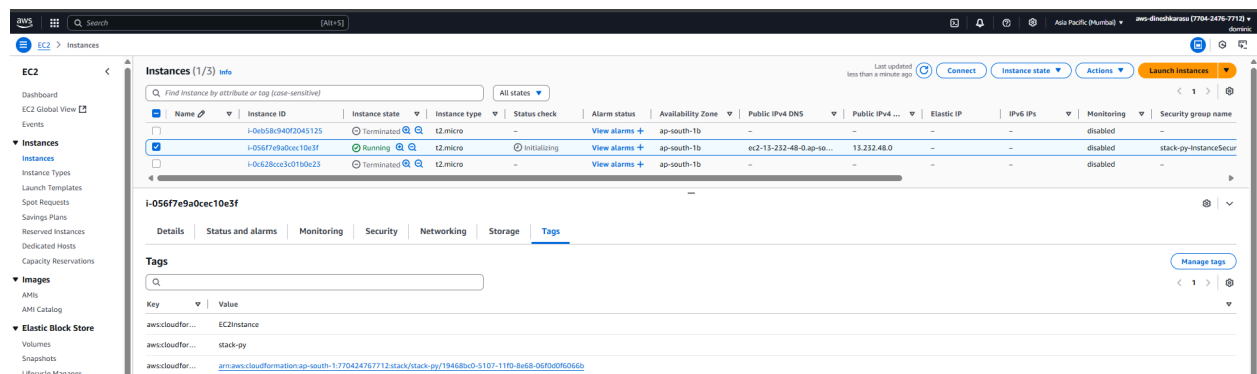 aws Search [Alt+S] Asia Pacific (Mumbai) aws-dineshkarasu (7704-2476-7712)
dominic
EC2 > Instances
EC2
Dashboard
EC2 Global View
Events
Instances
Instances
Instance Types
Launch Templates
Spot Requests
Savings Plans
Reserved Instances
Dedicated Hosts
Capacity Reservations
Images
AMIs
AMI Catalog
Elastic Block Store
Volumes
Snapshots
Lifecycle Manager
Instances (1/3) Info
Last updated
less than a minute ago
Connect Instance state Actions Launch instances
Find Instance by attribute or tag (case-sensitive) All states 1
Name Instance ID Instance state Instance type Status check Alarm status Availability Zone Public IPv4 DNS Public IPv4 ... Elastic IP IPv6 IPs Monitoring Security group name
i-0eb58c940f2045125 Terminated t2.micro – View alarms + ap-south-1b – – – – disabled –
i-056f7e9a0cec10e3f Running t2.micro Initializing View alarms + ap-south-1b ec2-13-232-48-0.ap-so... 13.232.48.0 – – disabled stack-py-InstanceSecur
i-0c628cce3c01b0e23 Terminated t2.micro – View alarms + ap-south-1b – – – – disabled –
i-056f7e9a0cec10e3f
Details Status and alarms Monitoring Security Networking Storage Tags
Tags
Manage tags
1
Key Value
aws:cloudfor... EC2Instance
aws:cloudfor... stack-py
aws:cloudfor... arn:aws:cloudformation:ap-south-1:770424767712:stack/stack-py/19468bc0-5107-11f0-8e68-06f0d0f6066b